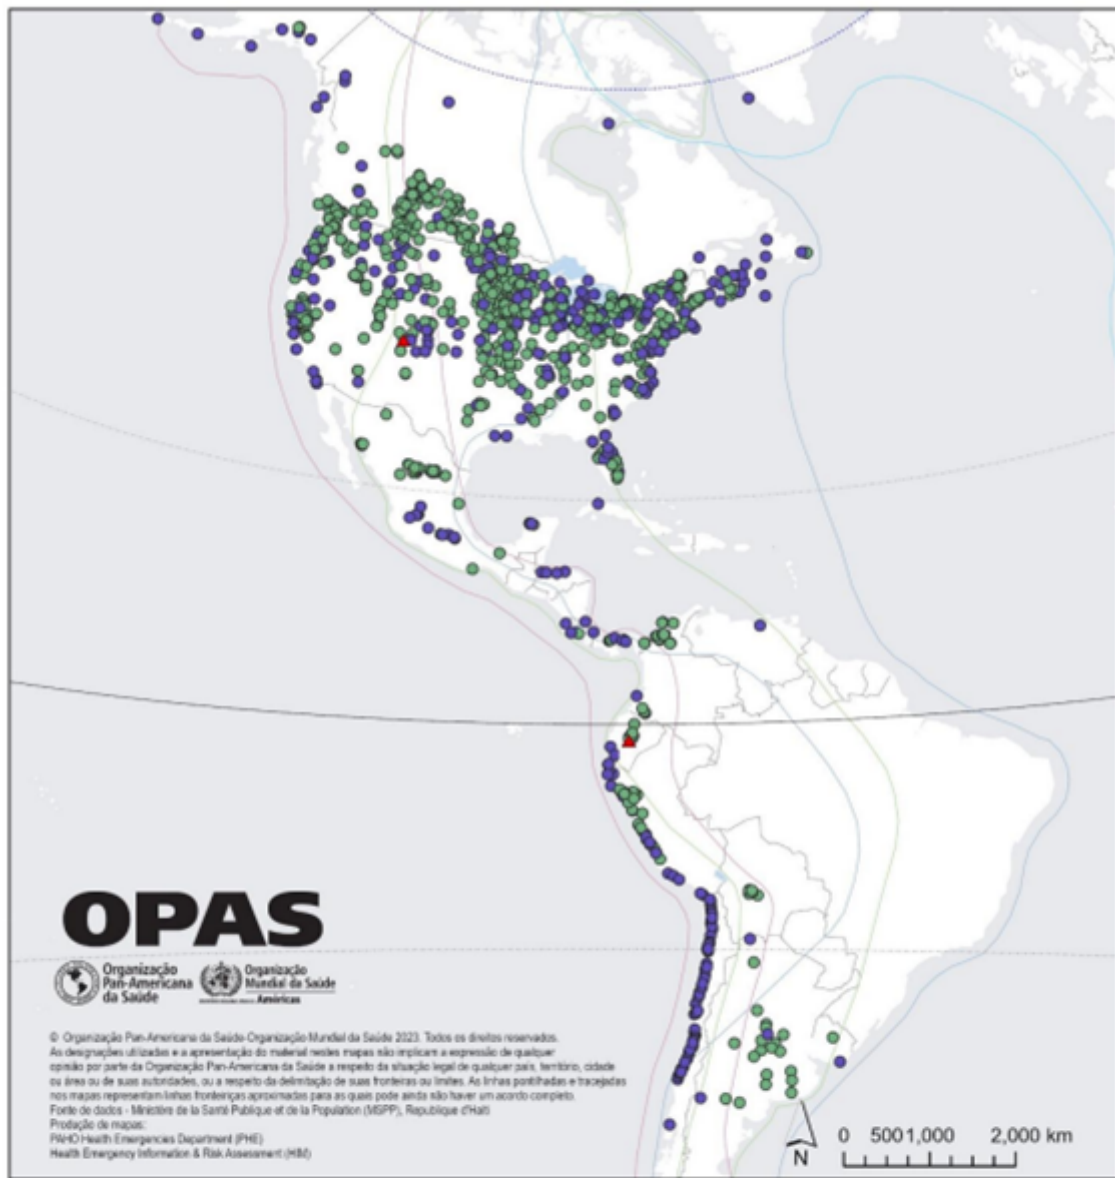 OPAS
Organização
Pan-Americana
da Saúde
Organização
Mundial da Saúde
Américas
© Organização Pan-Americana da Saúde-Organização Mundial da Saúde 2023. Todos os direitos reservados.
As designações utilizadas e a apresentação do material nestes mapas não implicam a expressão de qualquer
opinião por parte da Organização Pan-Americana da Saúde a respeito da situação legal de qualquer país, território, cidade
ou área ou de suas autoridades, ou a respeito da delimitação de suas fronteiras ou limites. As linhas pontilhadas e tracejadas
nos mapas representam linhas fronteiriças aproximadas para as quais pode ainda não haver um acordo completo.
Fonte de dados - Ministère de la Santé Publique et de la Population (MSPP), Republique d'Haïti
Produção de mapas:
PAHO Health Emergencies Department (PHE)
Health Emergency Information & Risk Assessment (HIM)
N
0 500 1,000 2,000 km